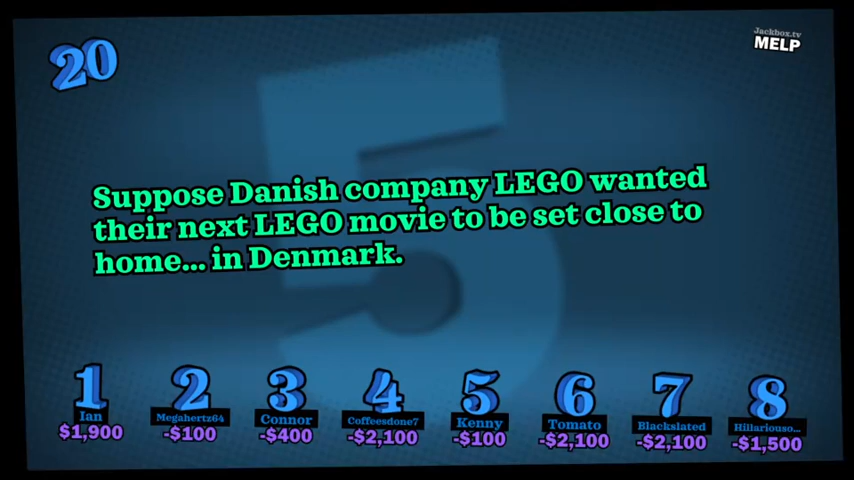 20
Jackbox.tv
MELP
5
Suppose Danish company LEGO wanted
their next LEGO movie to be set close to
home... in Denmark.
1 2 3 4 5 6 7 8
Ian Megahertz64 Connor Coffeesdone7 Kenny Tomato Blackslated Hillariouso...
$1,900 -$100 -$400 -$2,100 -$100 -$2,100 -$2,100 -$1,500